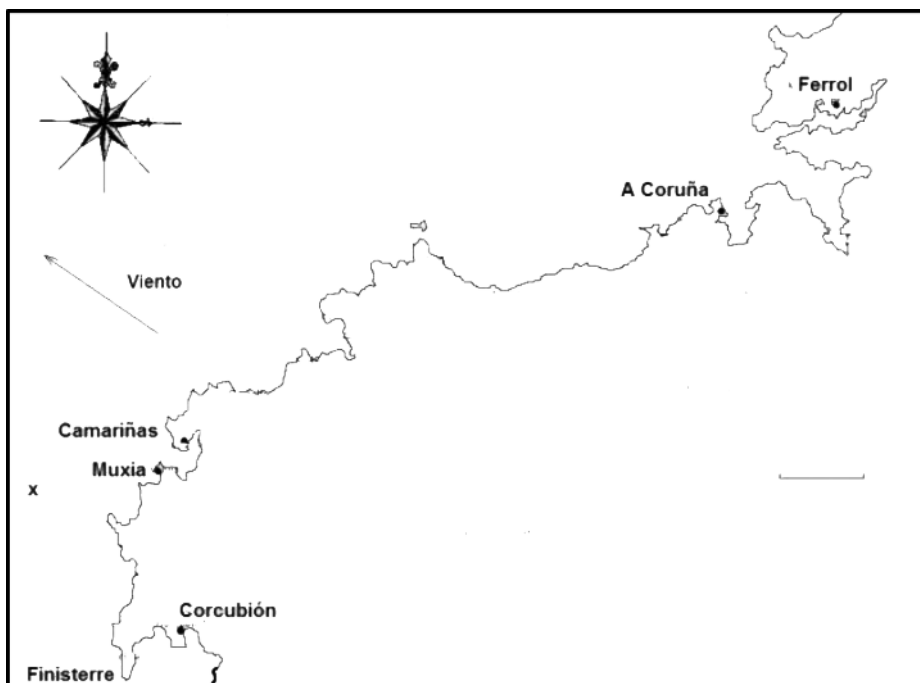 Ferrol
A Coruña
Viento
Camariñas
Muxia
x
Corcubión
Finisterre